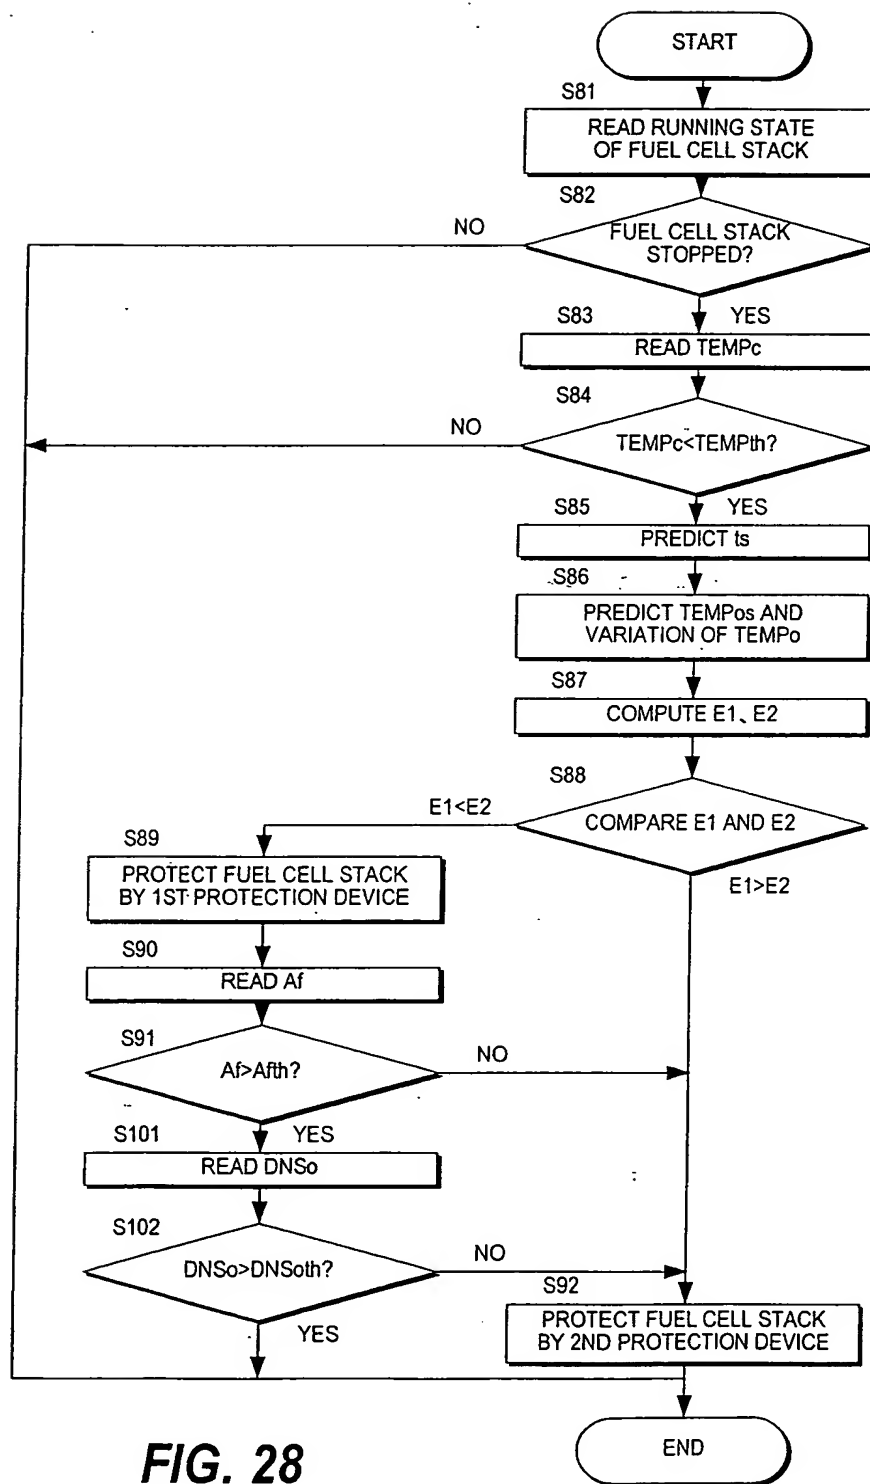 START
S81
READ RUNNING STATE
OF FUEL CELL STACK
S82
NO
FUEL CELL STACK
STOPPED?
YES
S83
READ TEMPc
S84
NO
TEMPc<TEMPth?
YES
S85
PREDICT ts
S86
PREDICT TEMPos AND
VARIATION OF TEMPo
S87
COMPUTE E1、E2
S88
E1<E2
COMPARE E1 AND E2
E1>E2
S89
PROTECT FUEL CELL STACK
BY 1ST PROTECTION DEVICE
S90
READ Af
S91
Af>Afth?
NO
YES
S101
READ DNSo
S102
DNSo>DNSoth?
NO
YES
S92
PROTECT FUEL CELL STACK
BY 2ND PROTECTION DEVICE
END
FIG. 28